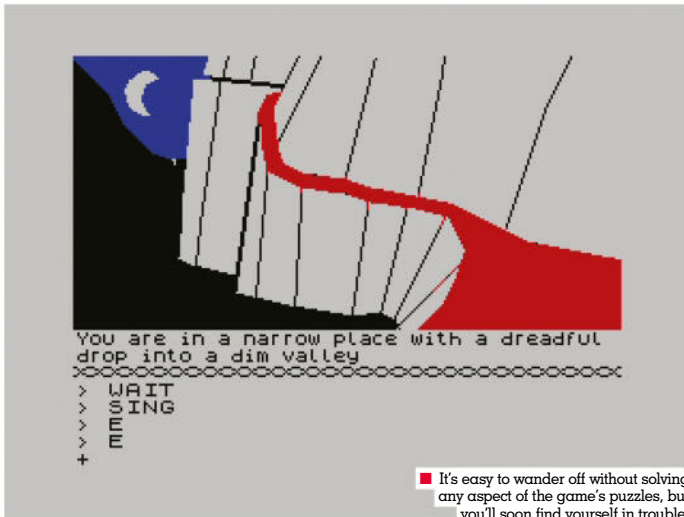 You are in a narrow place with a dreadful
drop into a dim valley
> WAIT
> SING
> E
> E
+
It's easy to wander off without solving
any aspect of the game's puzzles, bu
you'll soon find yourself in trouble